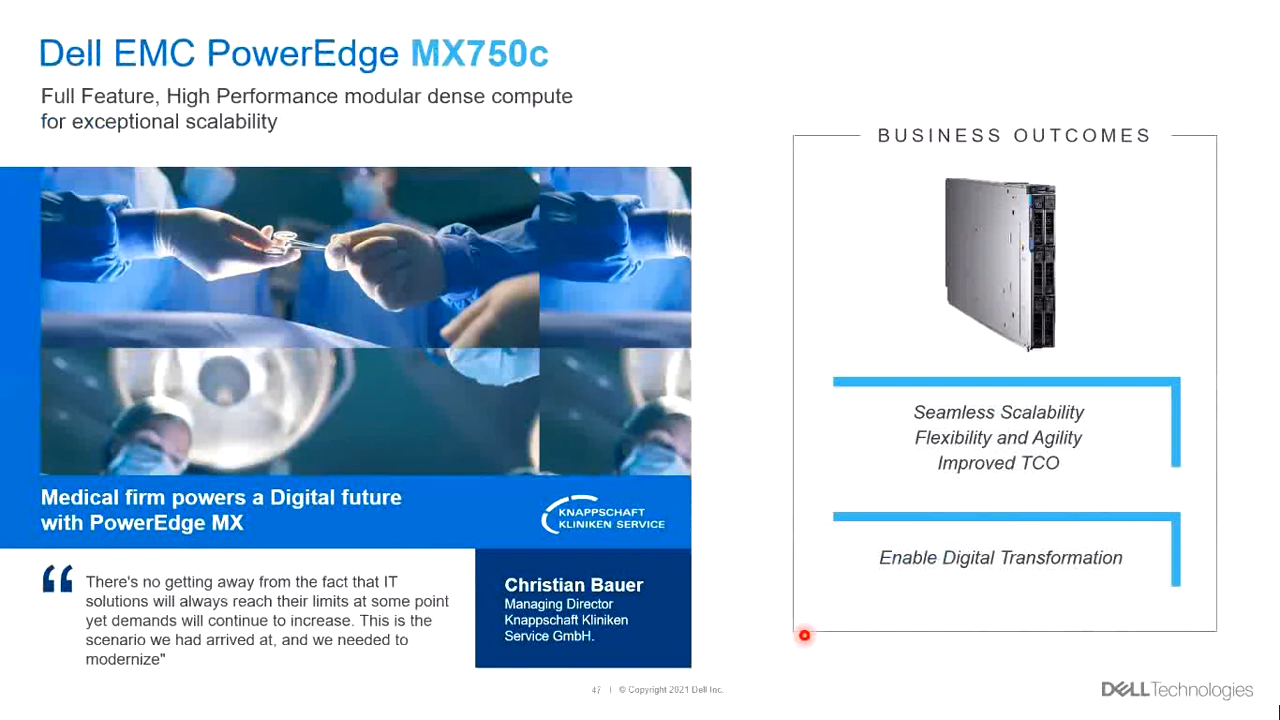 Dell EMC PowerEdge MX750c
Full Feature, High Performance modular dense compute
for exceptional scalability
BUSINESS OUTCOMES
Seamless Scalability
Flexibility and Agility
Improved TCO
Enable Digital Transformation
Medical firm powers a Digital future
with PowerEdge MX
KNAPPSCHAFT
KLINIKEN SERVICE
“ There's no getting away from the fact that IT
solutions will always reach their limits at some point
yet demands will continue to increase. This is the
scenario we had arrived at, and we needed to
modernize"
Christian Bauer
Managing Director
Knappschaft Kliniken
Service GmbH.
47 | © Copyright 2021 Dell Inc.
DELL Technologies